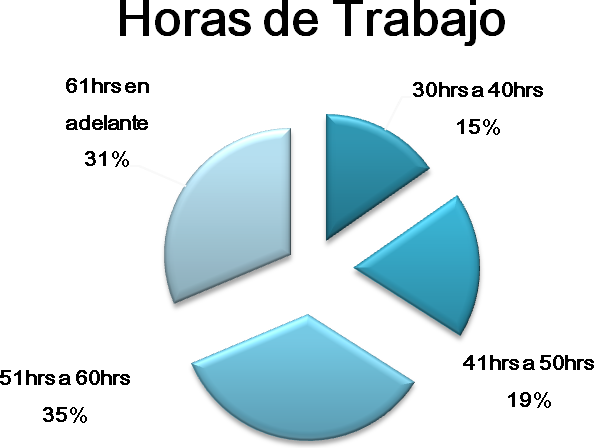 Horas de Trabajo
61hrs en
adelante
31%
30hrs a 40hrs
15%
41hrs a 50hrs
19%
51hrs a 60hrs
35%